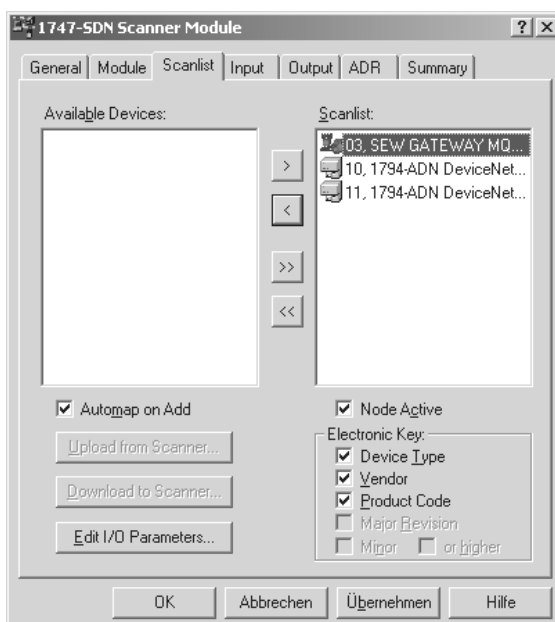 1747-SDN Scanner Module
General Module Scanlist Input Output ADR Summary
Available Devices:
Scanlist:
03, SEW GATEWAY MQ...
10, 1794-ADN DeviceNet...
11, 1794-ADN DeviceNet...
>
<
>>
<<
Automap on Add
Upload from Scanner...
Download to Scanner...
Edit I/O Parameters...
Node Active
Electronic Key:
Device Type
Vendor
Product Code
Major Revision
Minor or higher
OK Abbrechen Übernehmen Hilfe